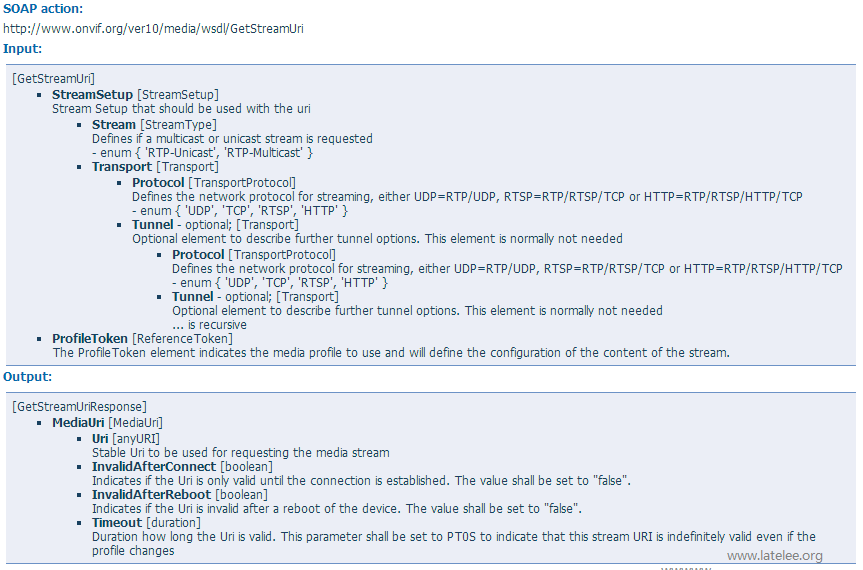 SOAP action:
http://www.onvif.org/ver10/media/wsdl/GetStreamUri
Input:
[GetStreamUri]
StreamSetup [StreamSetup]
Stream Setup that should be used with the uri
Stream [StreamType]
Defines if a multicast or unicast stream is requested
- enum { 'RTP-Unicast', 'RTP-Multicast' }
Transport [Transport]
Protocol [TransportProtocol]
Defines the network protocol for streaming, either UDP=RTP/UDP, RTSP=RTP/RTSP/TCP or HTTP=RTP/RTSP/HTTP/TCP
- enum { 'UDP', 'TCP', 'RTSP', 'HTTP' }
Tunnel - optional; [Transport]
Optional element to describe further tunnel options. This element is normally not needed
Protocol [TransportProtocol]
Defines the network protocol for streaming, either UDP=RTP/UDP, RTSP=RTP/RTSP/TCP or HTTP=RTP/RTSP/HTTP/TCP
- enum { 'UDP', 'TCP', 'RTSP', 'HTTP' }
Tunnel - optional; [Transport]
Optional element to describe further tunnel options. This element is normally not needed
... is recursive
ProfileToken [ReferenceToken]
The ProfileToken element indicates the media profile to use and will define the configuration of the content of the stream.
Output:
[GetStreamUriResponse]
MediaUri [MediaUri]
Uri [anyURI]
Stable Uri to be used for requesting the media stream
InvalidAfterConnect [boolean]
Indicates if the Uri is only valid until the connection is established. The value shall be set to "false".
InvalidAfterReboot [boolean]
Indicates if the Uri is invalid after a reboot of the device. The value shall be set to "false".
Timeout [duration]
Duration how long the Uri is valid. This parameter shall be set to PT0S to indicate that this stream URI is indefinitely valid even if the
profile changes
www.latelee.org